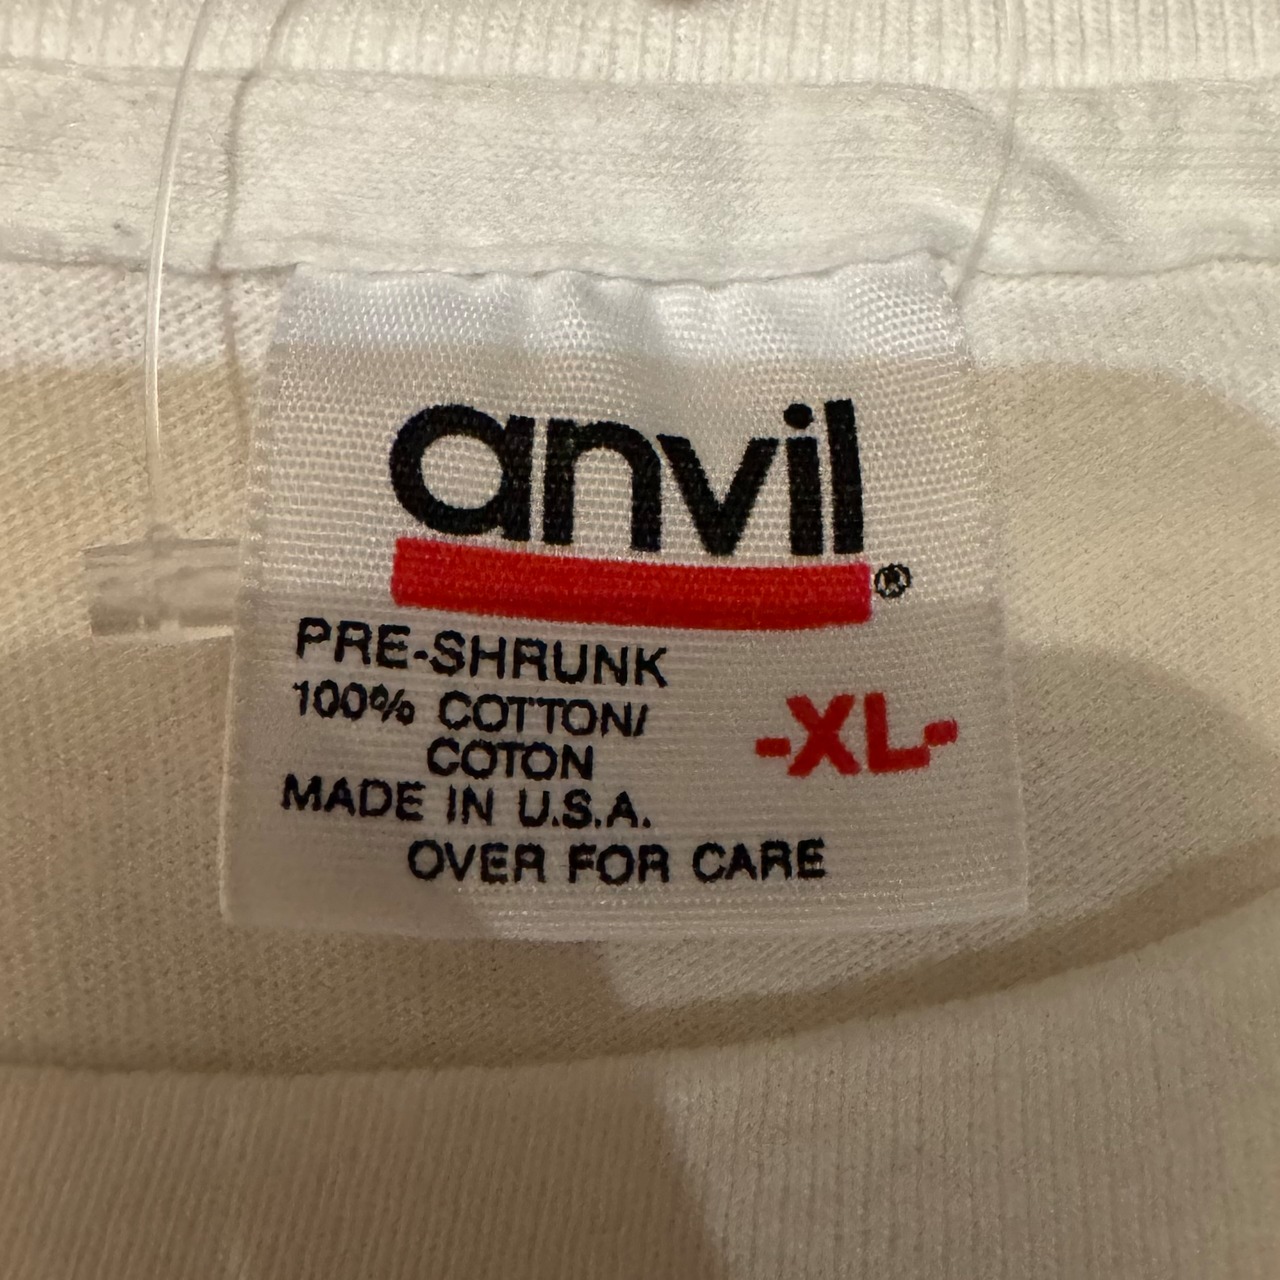 anvil®
PRE-SHRUNK
100% COTTON/
COTON
-XL-
MADE IN U.S.A.
OVER FOR CARE